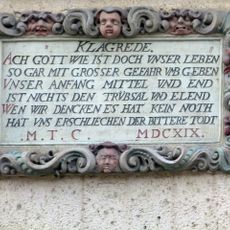 KLAGREDE.
ACH GOTT WIE IST DOCH VNSER LEBEN
SO GAR MIT GROSSER GEFAHR VMBGEBEN
VNSER ANFANG MITTEL VND END
IST NICHTS DEN TRVBSAL VND ELEND
WEN WIR DENCKEN ES HAT KEIN NOTH
HAT VNS ERSCHLICHEN DER BITTERE TODT
M. T. C. MDCXIX.